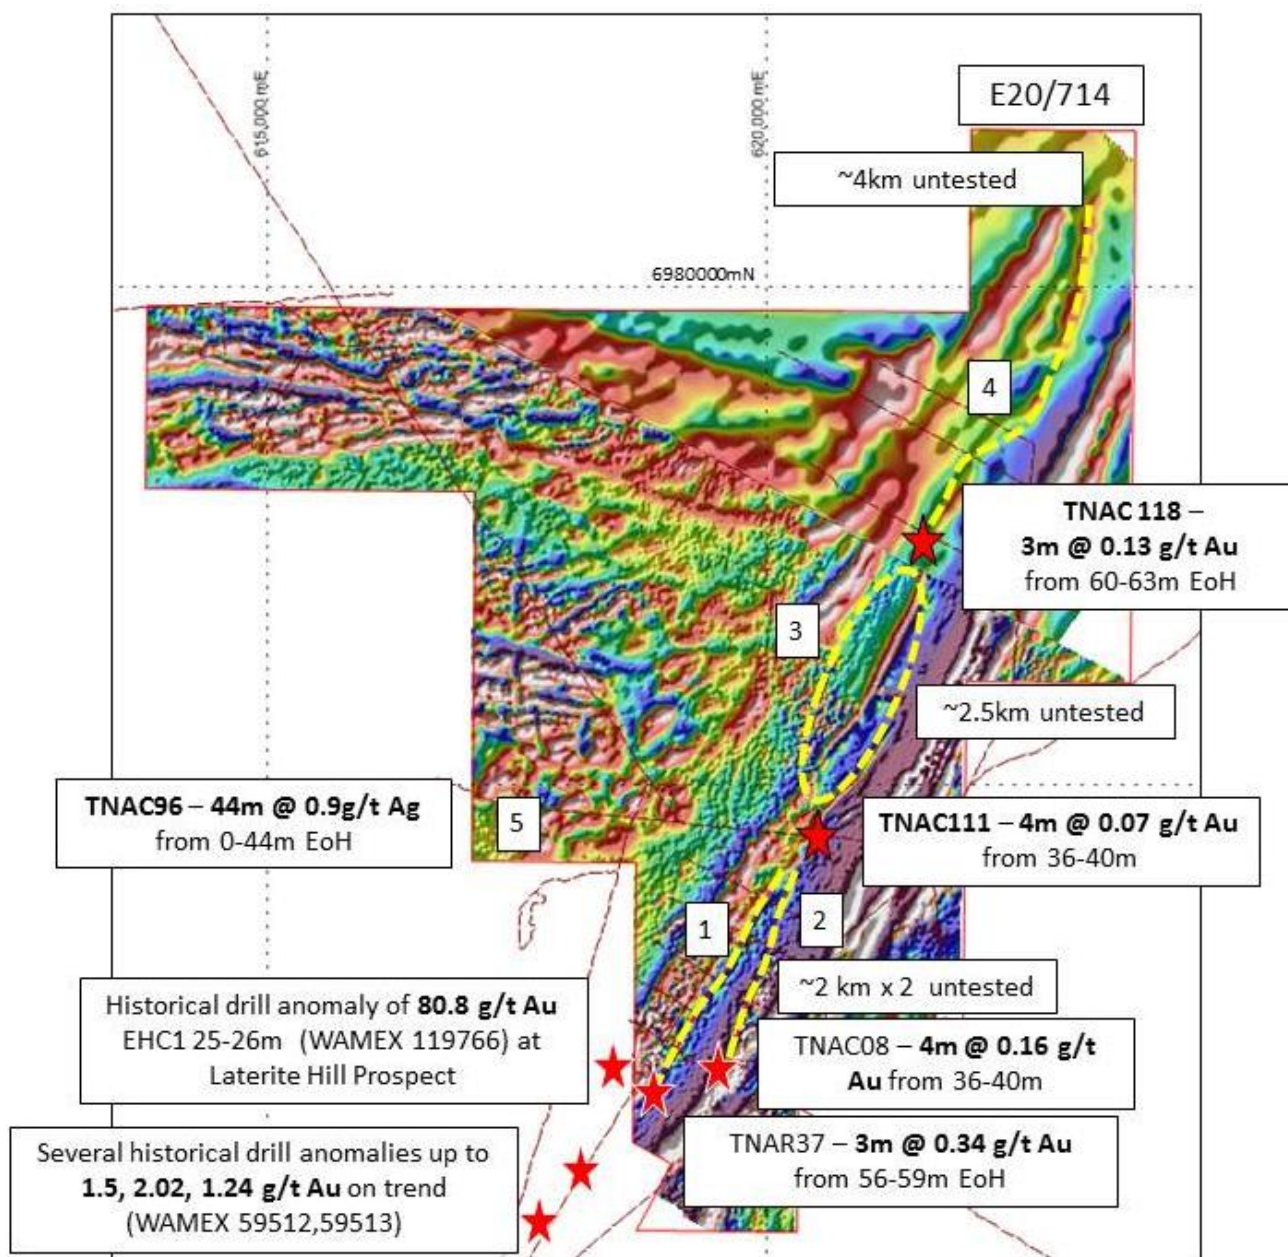 615,000 mE
620,000 mE
E20/714
~4km untested
6980000mN
4
TNAC 118 –
3m @ 0.13 g/t Au
from 60-63m EoH
3
~2.5km untested
TNAC96 – 44m @ 0.9g/t Ag
from 0-44m EoH
5
TNAC111 – 4m @ 0.07 g/t Au
from 36-40m
1
2
~2 km x 2 untested
Historical drill anomaly of 80.8 g/t Au
EHC1 25-26m (WAMEX 119766) at
Laterite Hill Prospect
TNAC08 – 4m @ 0.16 g/t
Au from 36-40m
TNAR37 – 3m @ 0.34 g/t Au
from 56-59m EoH
Several historical drill anomalies up to
1.5, 2.02, 1.24 g/t Au on trend
(WAMEX 59512,59513)